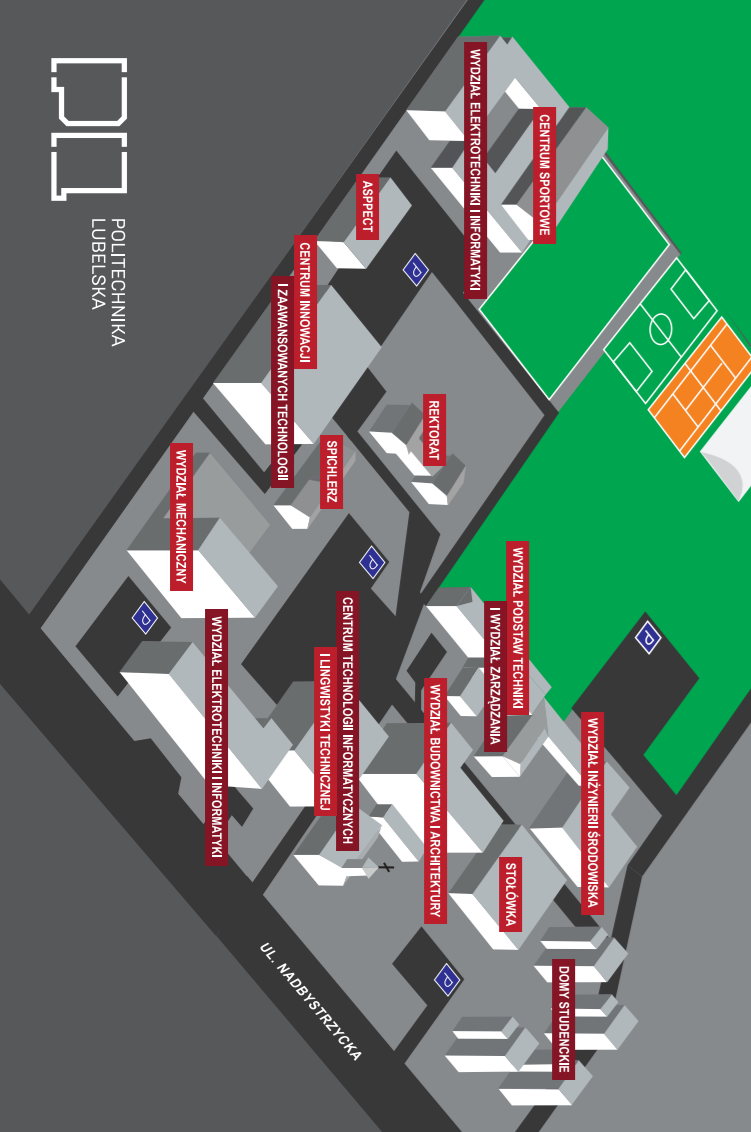 POLITECHNIKA
LUBELSKA
WYDZIAŁ ELEKTROTECHNIKI I INFORMATYKI
CENTRUM SPORTOWE
ASPPECT
CENTRUM INNOWACJI
I ZAAWANSOWANYCH TECHNOLOGII
P
REKTORAT
SPICHLERZ
WYDZIAŁ MECHANICZNY
P
P
WYDZIAŁ PODSTAW TECHNIKI
I WYDZIAŁ ZARZĄDZANIA
P
WYDZIAŁ ELEKTROTECHNIKI I INFORMATYKI
CENTRUM TECHNOLOGII INFORMATYCZNYCH
I LINGWISTYKI TECHNICZNEJ
WYDZIAŁ BUDOWNICTWA I ARCHITEKTURY
WYDZIAŁ INŻYNIERII ŚRODOWISKA
STOŁÓWKA
P
DOMY STUDENCKIE
UL. NADBYSTRZYCKA